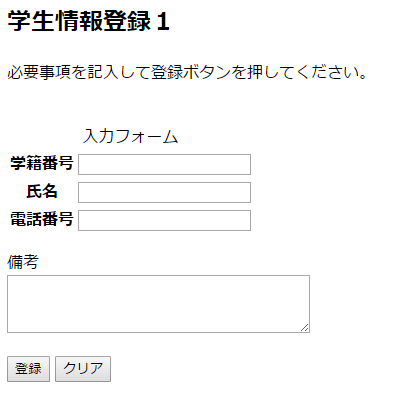 学生情報登録１
必要事項を記入して登録ボタンを押してください。
入力フォーム
学籍番号
氏名
電話番号
備考
登録 クリア